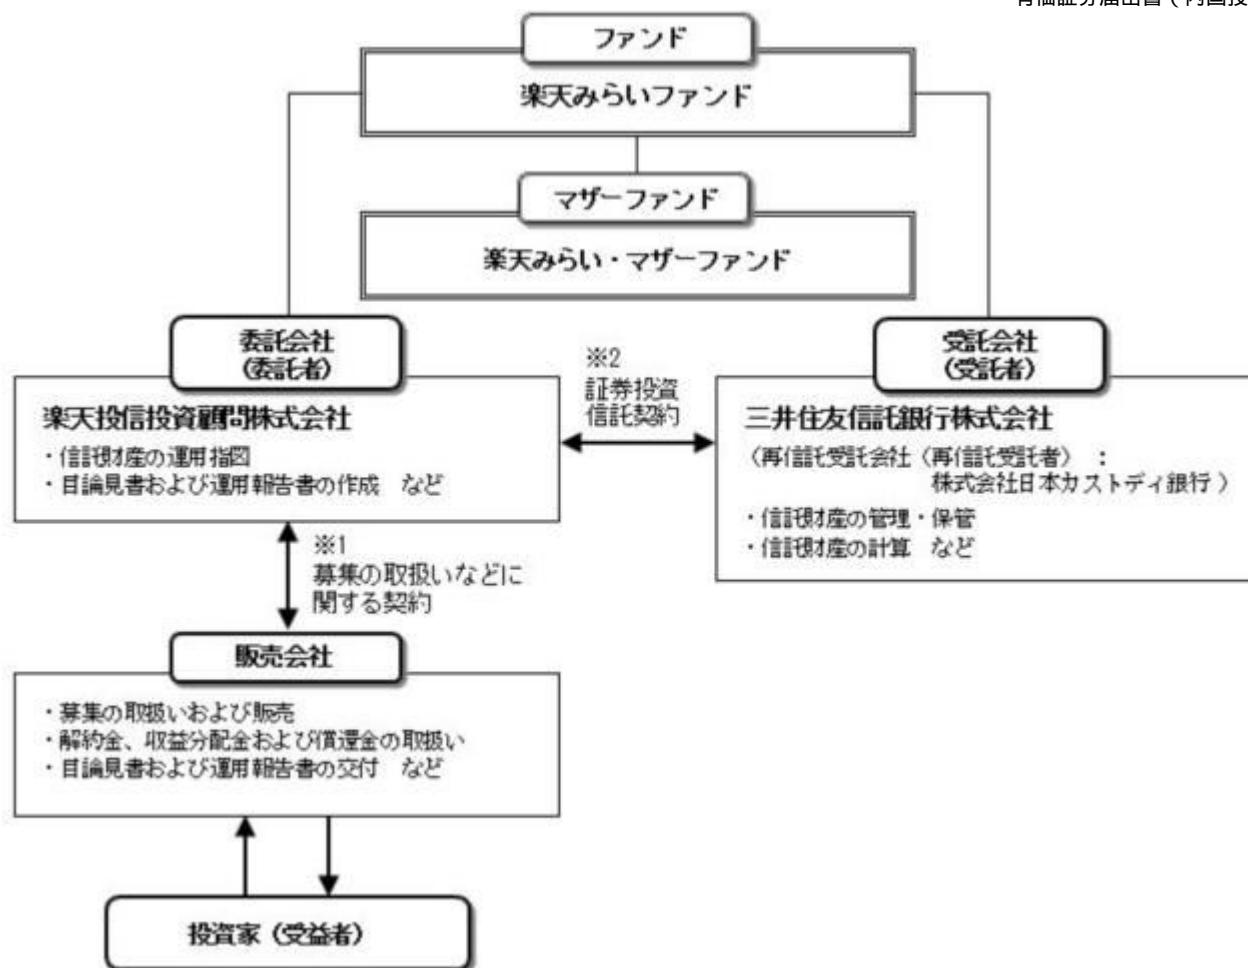 ファンド
楽天みらいファンド
マザーファンド
楽天みらい・マザーファンド
委託会社
(委託者)
楽天投信投資顧問株式会社
・信託財産の運用指図
・目論見書および運用報告書の作成 など
※2
証券投資
信託契約
受託会社
(受託者)
三井住友信託銀行株式会社
(再信託受託会社(再信託受託者) :
株式会社日本カストディ銀行)
・信託財産の管理・保管
・信託財産の計算 など
※1
募集の取扱いなどに
関する契約
販売会社
・募集の取扱いおよび販売
・解約金、収益分配金および償還金の取扱い
・目論見書および運用報告書の交付 など
投資家(受益者)